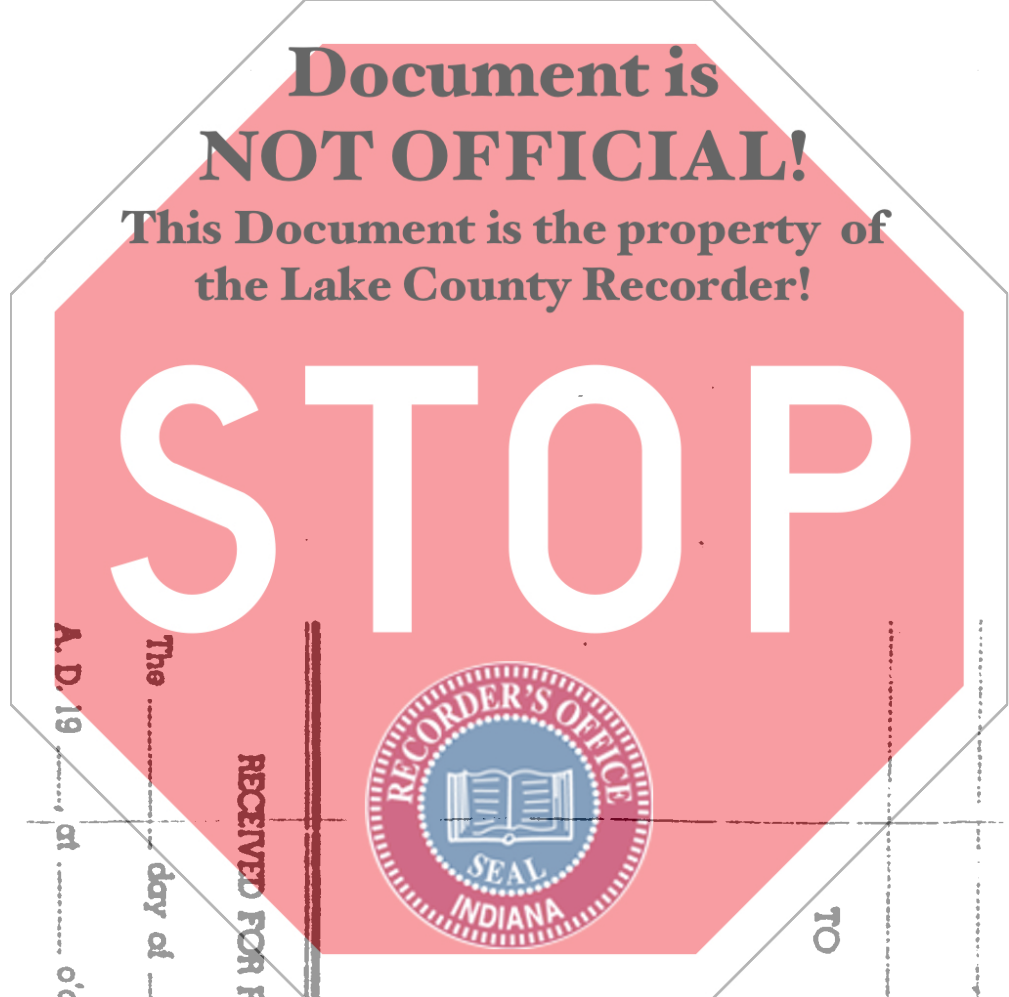 Document is
NOT OFFICIAL!
This Document is the property of
the Lake County Recorder!
STOP
RECORDER'S OFFICE
SEAL
INDIANA
TO
RECEIVED FOR
The ........ day of
A. D. 19 ......, at ........ o'c